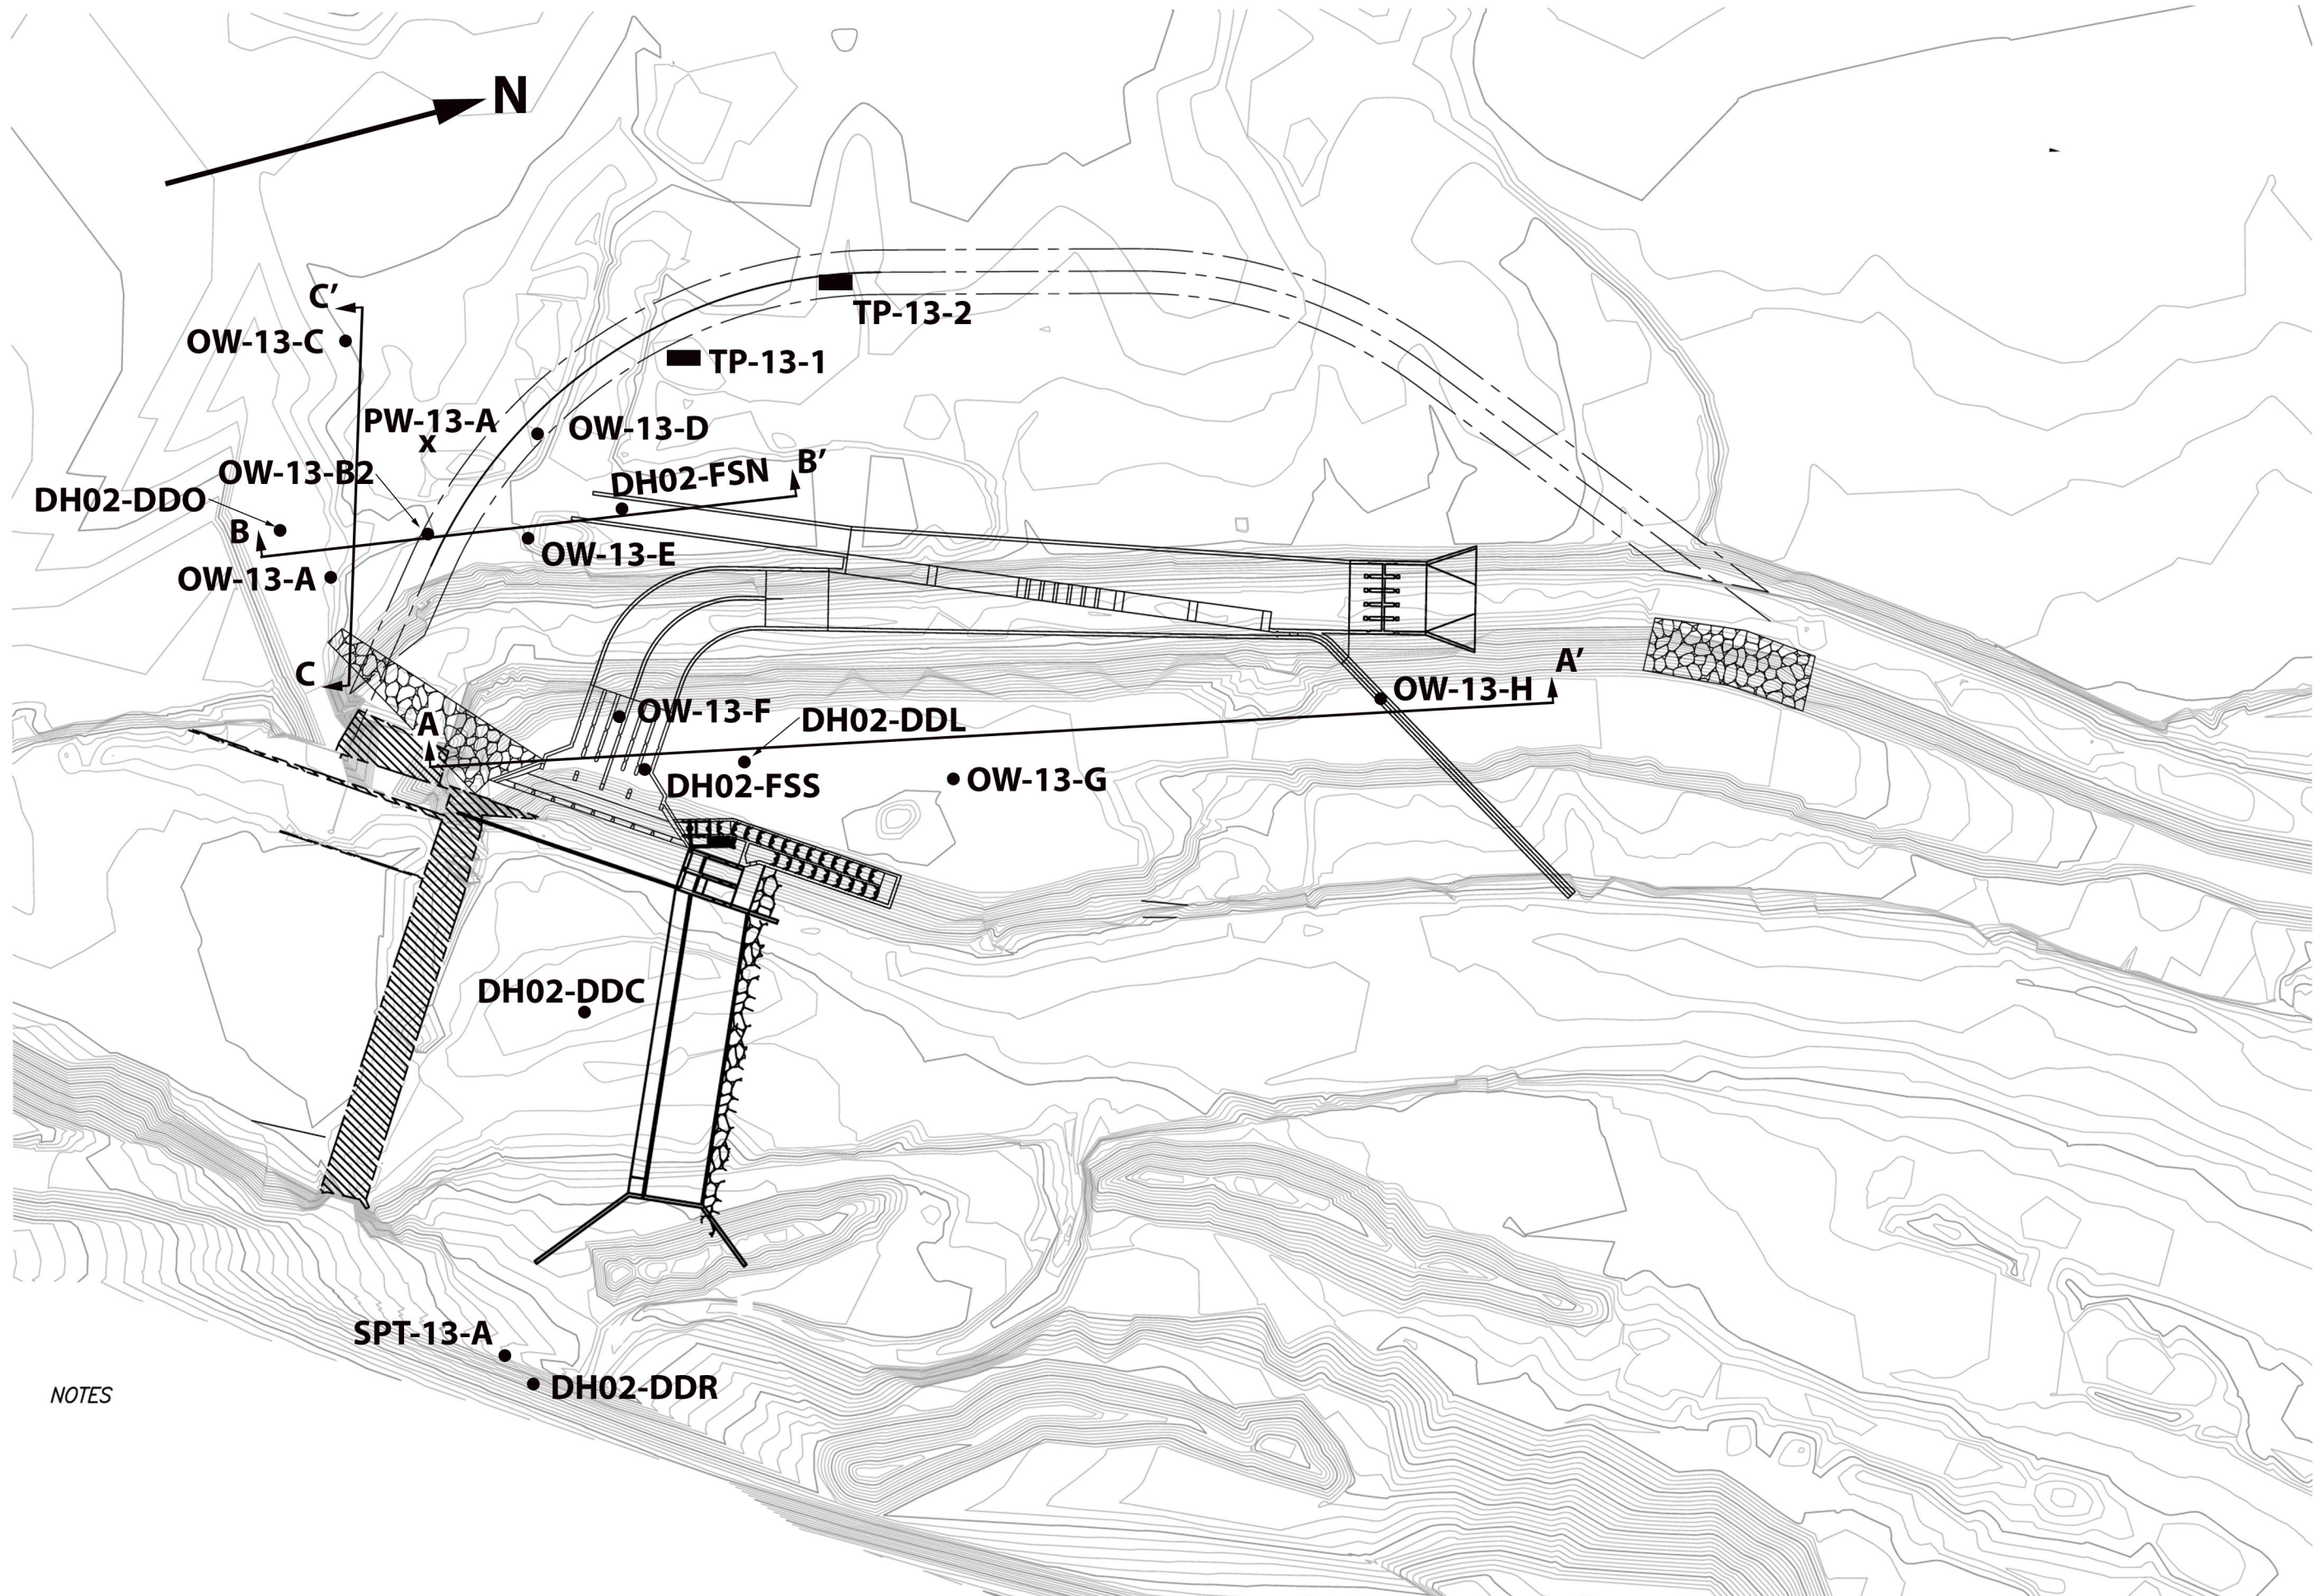 N
C’
OW-13-C
TP-13-2
TP-13-1
PW-13-A
x
OW-13-D
OW-13-B2
DH02-FSN
B’
DH02-DDO
B
OW-13-E
OW-13-A
C
A’
OW-13-H
OW-13-F
DH02-DDL
A
DH02-FSS
OW-13-G
DH02-DDC
SPT-13-A
DH02-DDR
NOTES